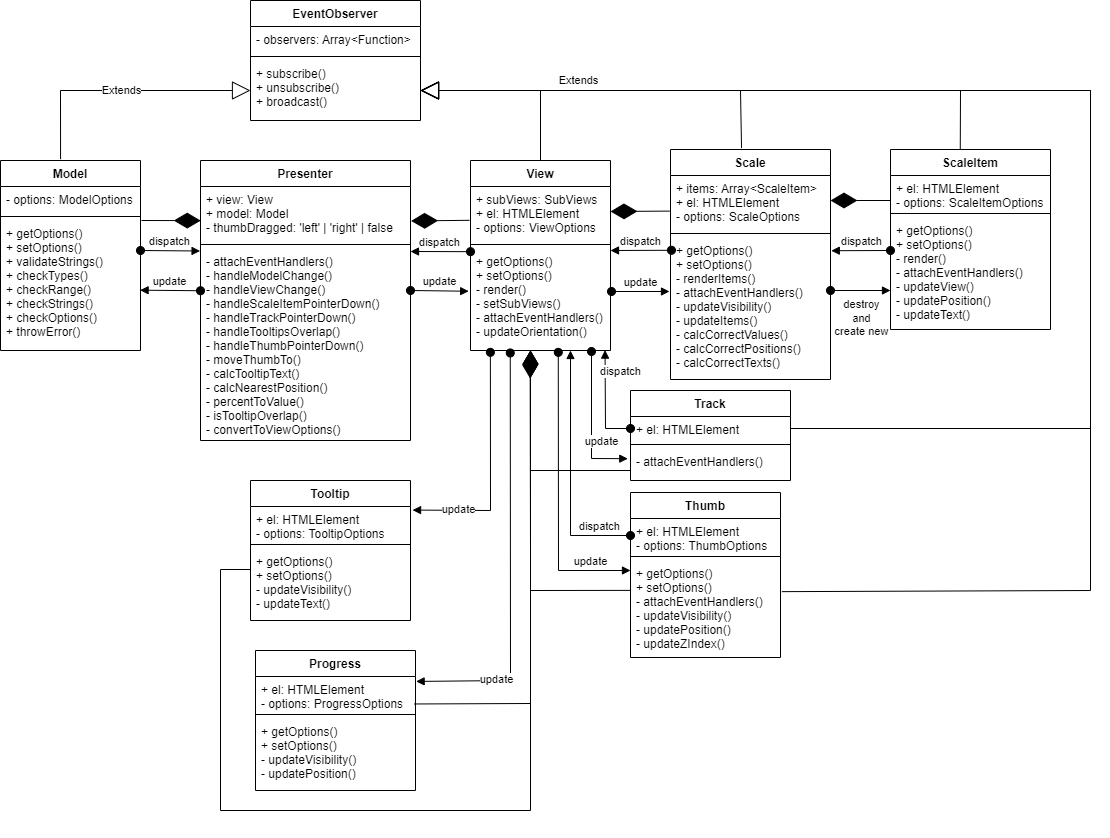 EventObserver
- observers: Array<Function>
+ subscribe()
+ unsubscribe()
+ broadcast()
Extends
Extends
Model
- options: ModelOptions
+ getOptions()
+ setOptions()
+ validateStrings()
+ checkTypes()
+ checkRange()
+ checkStrings()
+ checkOptions()
+ throwError()
dispatch
update
Presenter
+ view: View
+ model: Model
- thumbDragged: 'left' | 'right' | false
- attachEventHandlers()
- handleModelChange()
- handleViewChange()
- handleScaleItemPointerDown()
- handleTrackPointerDown()
- handleTooltipsOverlap()
- handleThumbPointerDown()
- moveThumbTo()
- calcTooltipText()
- calcNearestPosition()
- percentToValue()
- isTooltipOverlap()
- convertToViewOptions()
dispatch
update
View
+ subViews: SubViews
+ el: HTMLElement
- options: ViewOptions
+ getOptions()
+ setOptions()
- render()
- setSubViews()
- attachEventHandlers()
- updateOrientation()
dispatch
update
Scale
+ items: Array<ScaleItem>
+ el: HTMLElement
- options: ScaleOptions
+ getOptions()
+ setOptions()
- renderItems()
- attachEventHandlers()
- updateVisibility()
- updateItems()
- calcCorrectValues()
- calcCorrectPositions()
- calcCorrectTexts()
dispatch
destroy
and
create new
ScaleItem
+ el: HTMLElement
- options: ScaleItemOptions
+ getOptions()
+ setOptions()
- render()
- attachEventHandlers()
- updateView()
- updatePosition()
- updateText()
dispatch
update
Track
+ el: HTMLElement
- attachEventHandlers()
update
Tooltip
+ el: HTMLElement
- options: TooltipOptions
+ getOptions()
+ setOptions()
- updateVisibility()
- updateText()
dispatch
update
Thumb
+ el: HTMLElement
- options: ThumbOptions
+ getOptions()
+ setOptions()
- attachEventHandlers()
- updateVisibility()
- updatePosition()
- updateZIndex()
update
Progress
+ el: HTMLElement
- options: ProgressOptions
+ getOptions()
+ setOptions()
- updateVisibility()
- updatePosition()